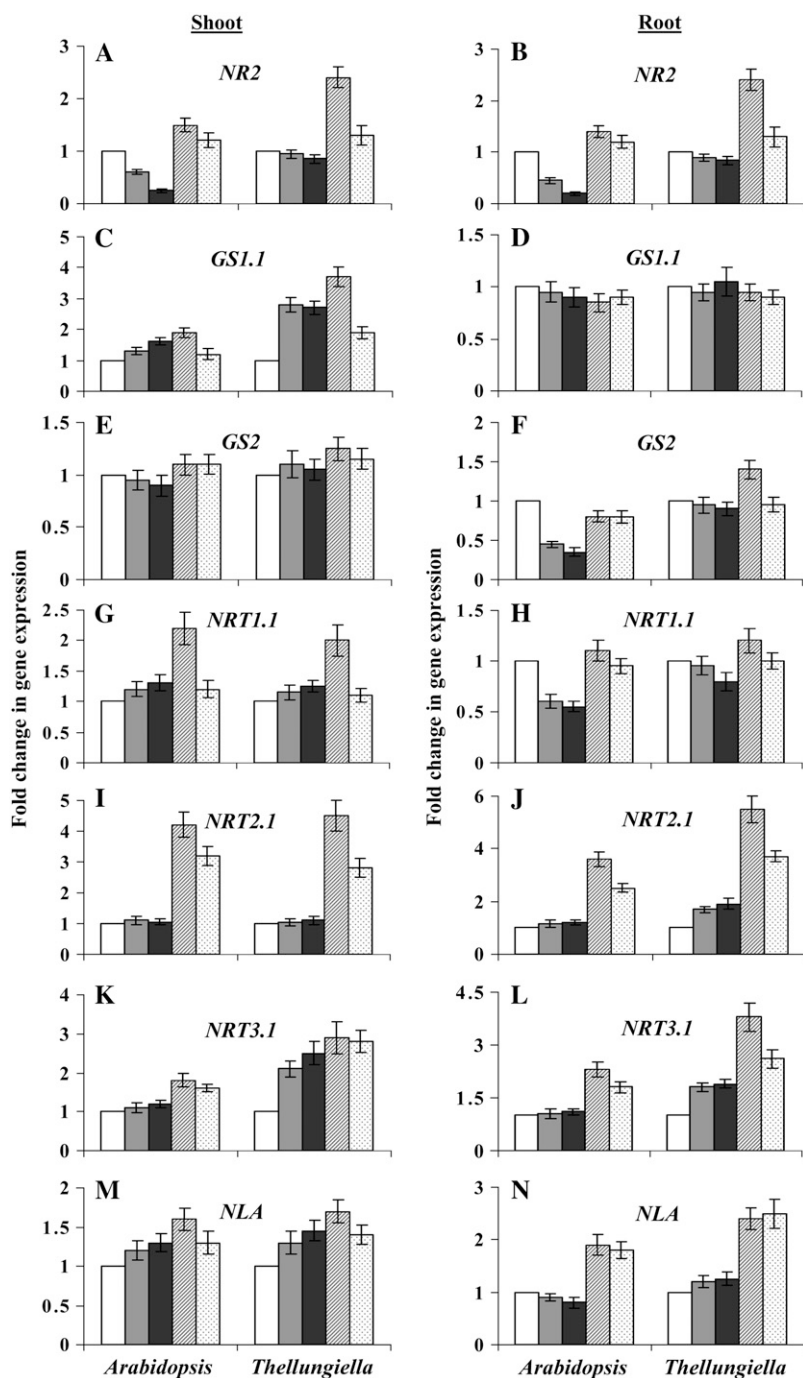 Shoot
Root
A
NR2
3
2
1
0
B
NR2
3
2
1
0
C
GS1.1
5
4
3
2
1
0
D
GS1.1
1.5
1
0.5
0
E
GS2
1.5
1
0.5
0
F
GS2
2
1.5
1
0.5
0
G
NRT1.1
2.5
2
1.5
1
0.5
0
H
NRT1.1
1.5
1
0.5
0
I
NRT2.1
5
4
3
2
1
0
J
NRT2.1
6
4
2
0
K
NRT3.1
4
3
2
1
0
L
NRT3.1
4.5
3
1.5
0
M
NLA
2
1.5
1
0.5
0
N
NLA
3
2
1
0
Fold change in gene expression
Fold change in gene expression
Arabidopsis Thellungiella
Arabidopsis Thellungiella